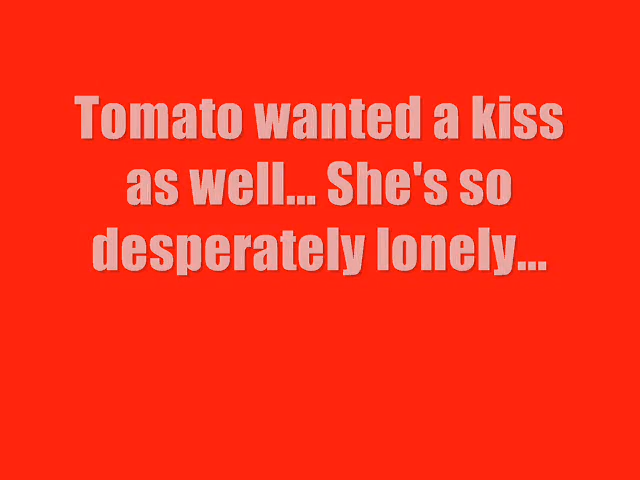 Tomato wanted a kiss
as well... She's so
desperately lonely...